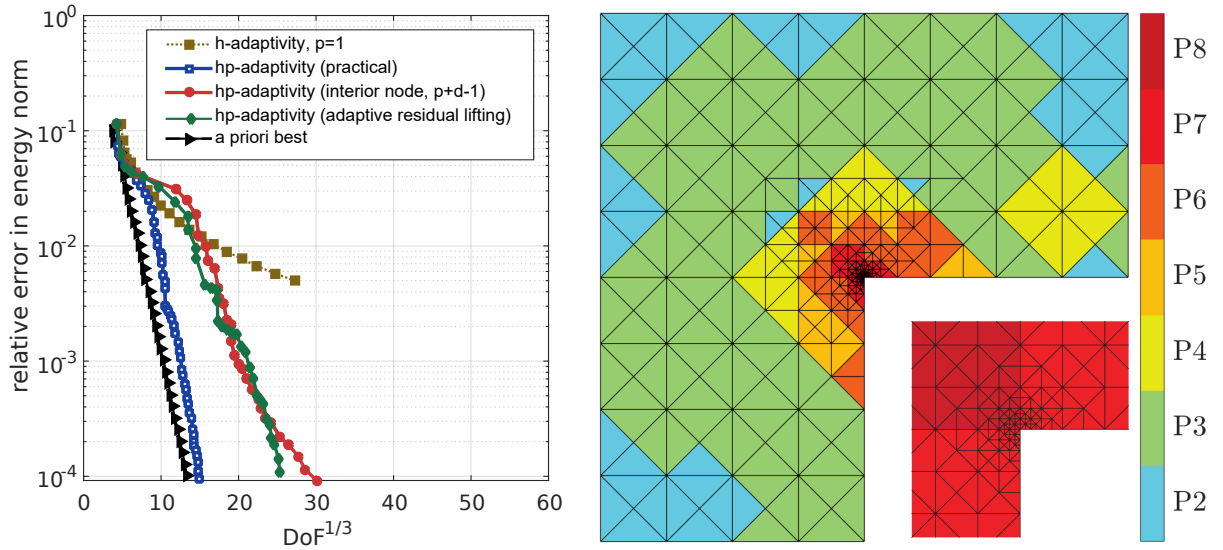 10^0
10^-1
10^-2
10^-3
10^-4
relative error in energy norm
h-adaptivity, p=1
hp-adaptivity (practical)
hp-adaptivity (interior node, p+d-1)
hp-adaptivity (adaptive residual lifting)
a priori best
0 10 20 30 40 50 60
DoF^1/3
P8
P7
P6
P5
P4
P3
P2